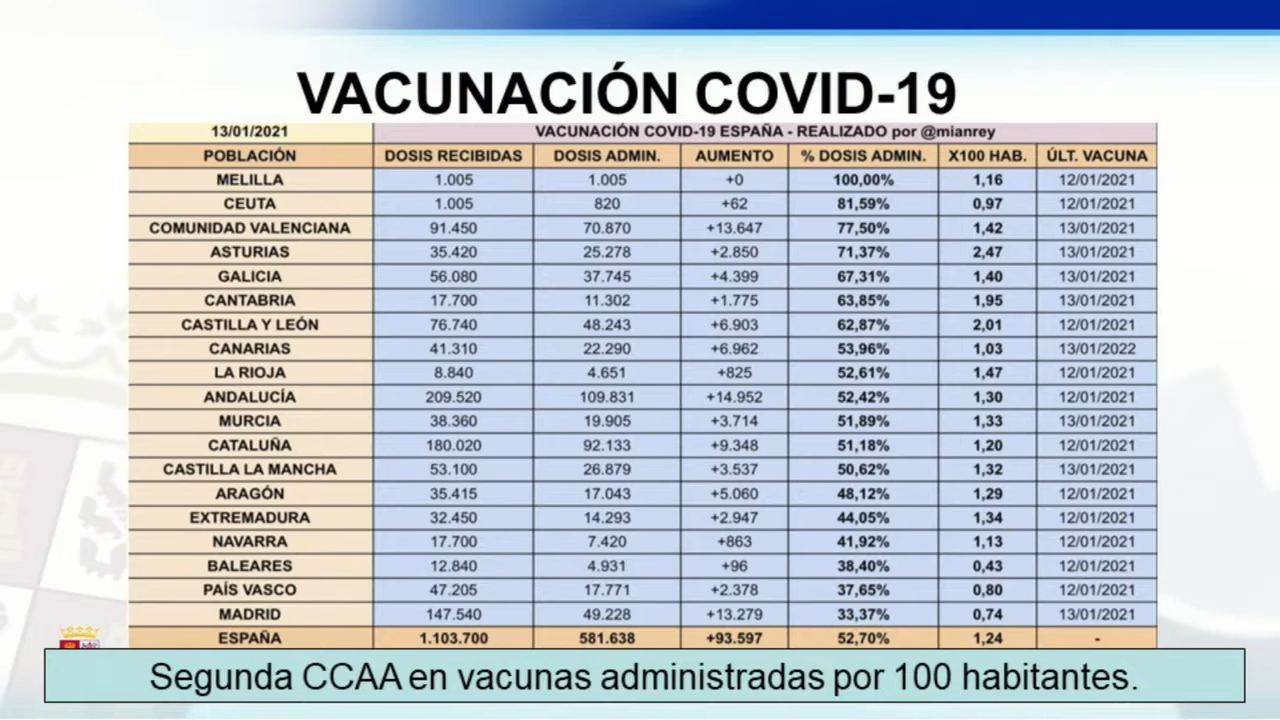 VACUNACIÓN COVID-19
13/01/2021 VACUNACIÓN COVID-19 ESPAÑA - REALIZADO por @mianrey
POBLACIÓN DOSIS RECIBIDAS DOSIS ADMIN. AUMENTO % DOSIS ADMIN. X100 HAB. ÚLT. VACUNA
MELILLA 1.005 1.005 +0 100,00% 1,16 12/01/2021
CEUTA 1.005 820 +62 81,59% 0,97 12/01/2021
COMUNIDAD VALENCIANA 91.450 70.870 +13.647 77,50% 1,42 13/01/2021
ASTURIAS 35.420 25.278 +2.850 71,37% 2,47 13/01/2021
GALICIA 56.080 37.745 +4.399 67,31% 1,40 13/01/2021
CANTABRIA 17.700 11.302 +1.775 63,85% 1,95 13/01/2021
CASTILLA Y LEÓN 76.740 48.243 +6.903 62,87% 2,01 12/01/2021
CANARIAS 41.310 22.290 +6.962 53,96% 1,03 13/01/2022
LA RIOJA 8.840 4.651 +825 52,61% 1,47 12/01/2021
ANDALUCÍA 209.520 109.831 +14.952 52,42% 1,30 12/01/2021
MURCIA 38.360 19.905 +3.714 51,89% 1,33 13/01/2021
CATALUÑA 180.020 92.133 +9.348 51,18% 1,20 12/01/2021
CASTILLA LA MANCHA 53.100 26.879 +3.537 50,62% 1,32 13/01/2021
ARAGÓN 35.415 17.043 +5.060 48,12% 1,29 12/01/2021
EXTREMADURA 32.450 14.293 +2.947 44,05% 1,34 12/01/2021
NAVARRA 17.700 7.420 +863 41,92% 1,13 12/01/2021
BALEARES 12.840 4.931 +96 38,40% 0,43 12/01/2021
PAÍS VASCO 47.205 17.771 +2.378 37,65% 0,80 12/01/2021
MADRID 147.540 49.228 +13.279 33,37% 0,74 13/01/2021
ESPAÑA 1.103.700 581.638 +93.597 52,70% 1,24 -
Segunda CCAA en vacunas administradas por 100 habitantes.